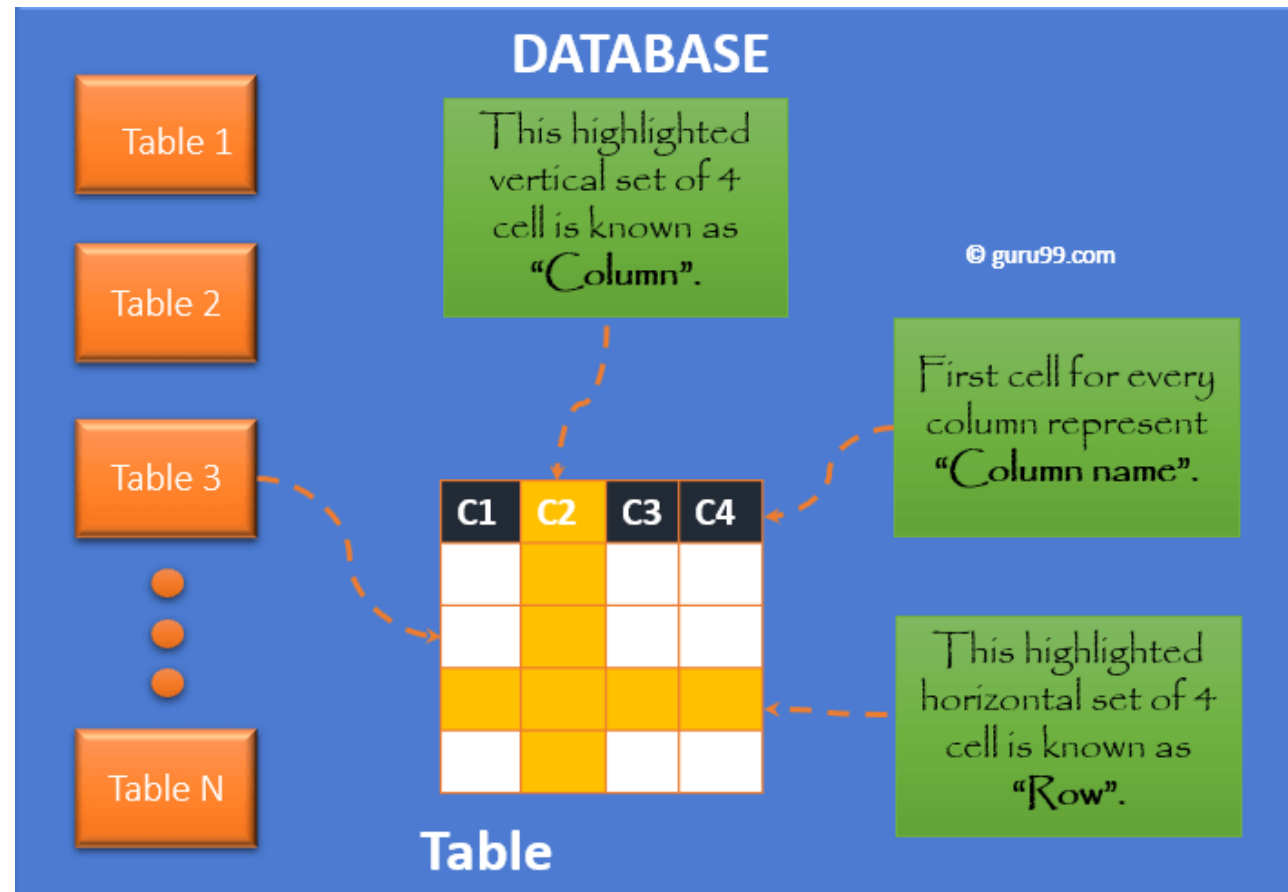 DATABASE
Table 1
This highlighted
vertical set of 4
cell is known as
“Column”.
© guru99.com
Table 2
First cell for every
column represent
“Column name”.
Table 3
C1 C2 C3 C4
This highlighted
horizontal set of 4
cell is known as
“Row”.
Table N
Table